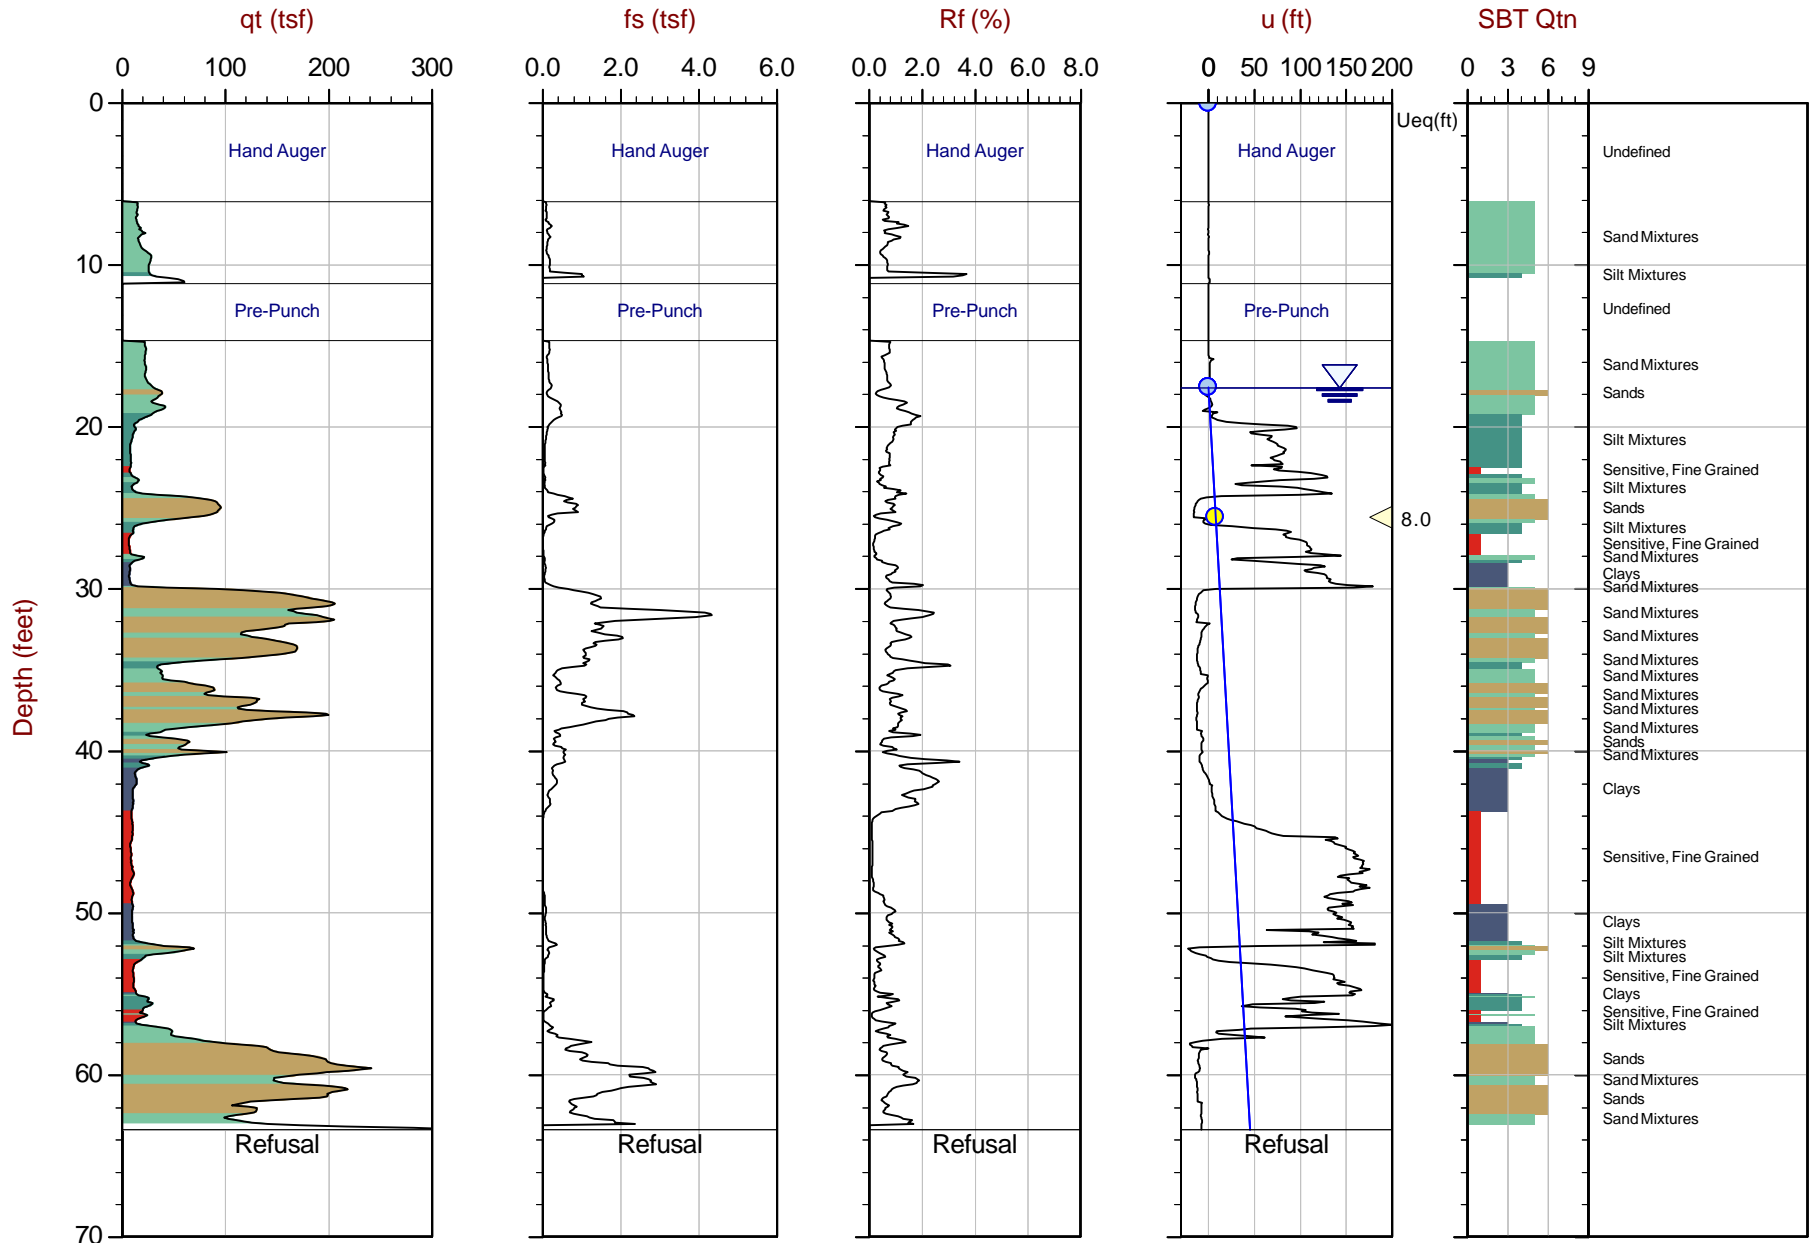 qt (tsf) fs (tsf) Rf (%) u (ft) SBT Qtn
0 100 200 300 0.0 2.0 4.0 6.0 0.0 2.0 4.0 6.0 8.0 0 50 100 150 200 0 3 6 9
0
Ueq(ft)
Hand Auger Hand Auger Hand Auger Hand Auger Undefined
Sand Mixtures
10
Silt Mixtures
Pre-Punch Pre-Punch Pre-Punch Pre-Punch Undefined
Sand Mixtures
Sands
20
Silt Mixtures
Sensitive, Fine Grained
Silt Mixtures
Sands
8.0
Silt Mixtures
Sensitive, Fine Grained
Sand Mixtures
Clays
Sand Mixtures
30
Sand Mixtures
Sand Mixtures
Sand Mixtures
Sand Mixtures
Sand Mixtures
Sand Mixtures
Sand Mixtures
Sands
Sand Mixtures
40
Depth (feet)
Clays
Sensitive, Fine Grained
50
Clays
Silt Mixtures
Silt Mixtures
Sensitive, Fine Grained
Clays
Sensitive, Fine Grained
Silt Mixtures
Sands
60
Sand Mixtures
Sands
Sand Mixtures
Refusal Refusal Refusal Refusal
70